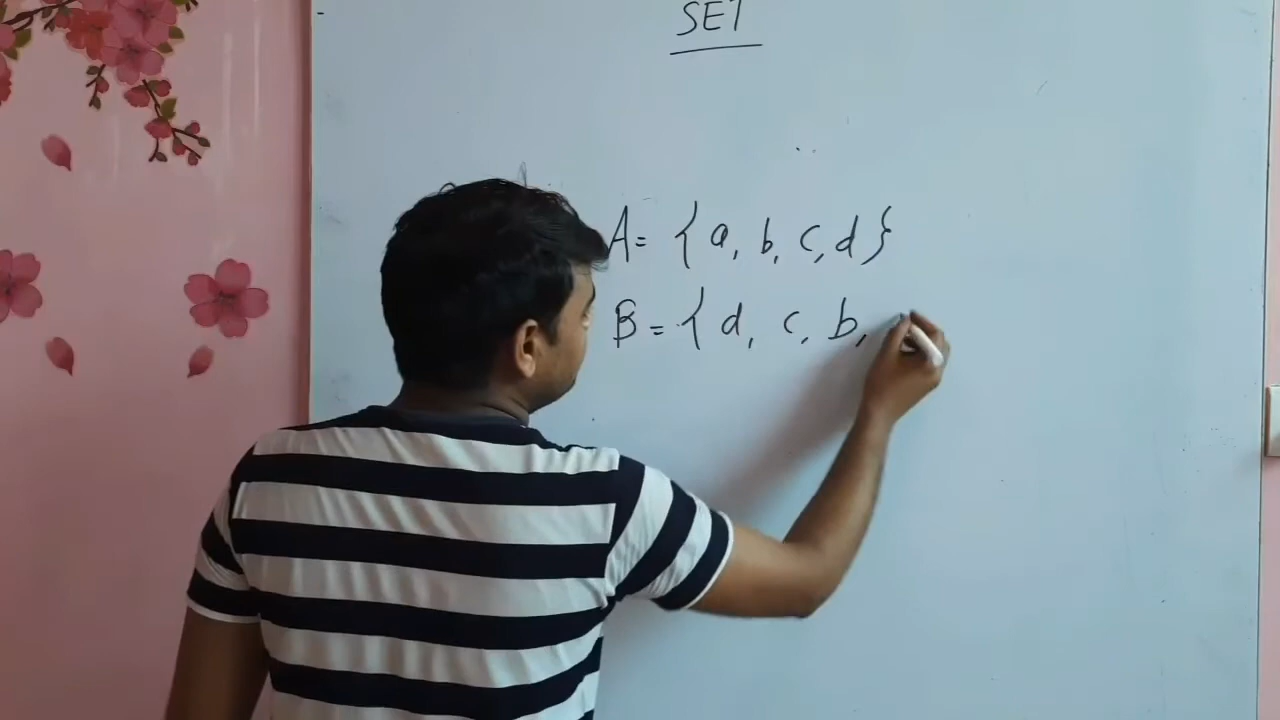 SET
A = {a, b, c, d}
B = {d, c, b,